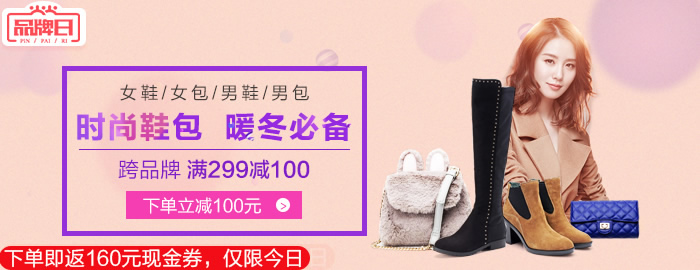 品牌日
PIN / PAI / RI
女鞋/女包/男鞋/男包
时尚鞋包 暖冬必备
跨品牌 满299减100
下单立减100元 >
下单即返160元现金券，仅限今日